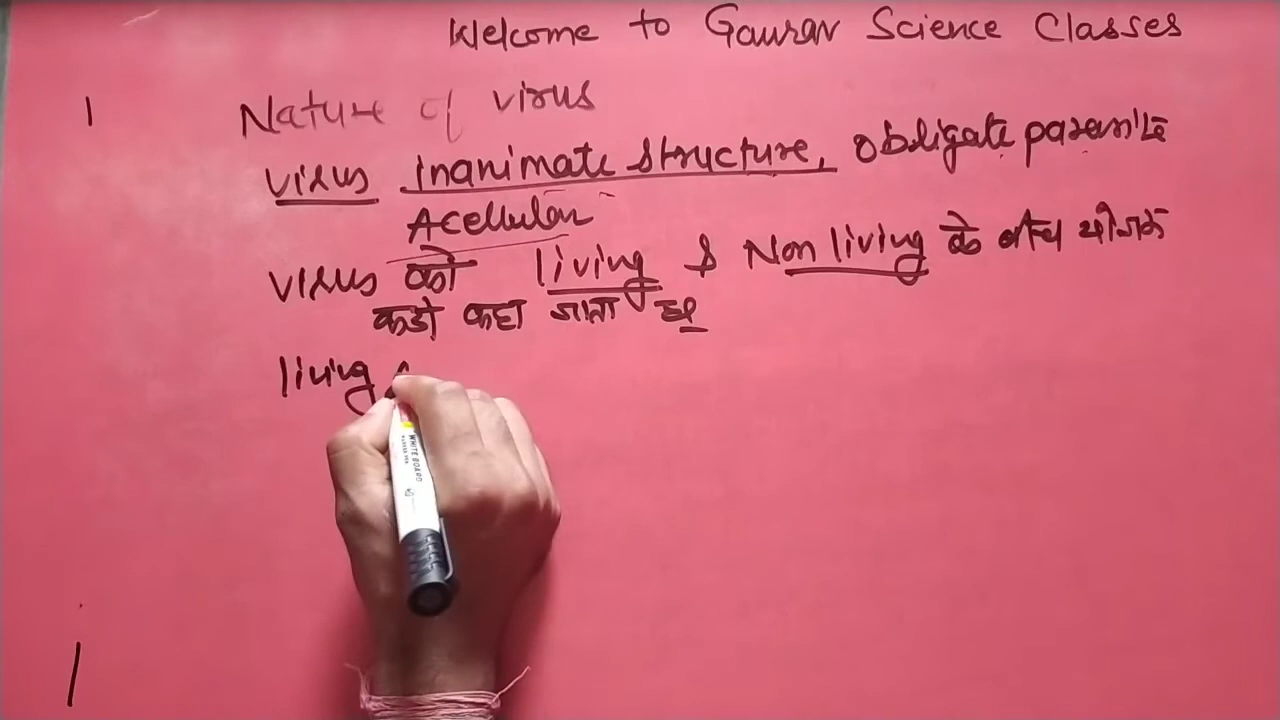 Welcome to Gaurav Science Classes
Nature of virus
virus inanimate structure, obligate parasite
Acellular
virus को living & Non living के बीच योजक
कडी कहा जाता है
living